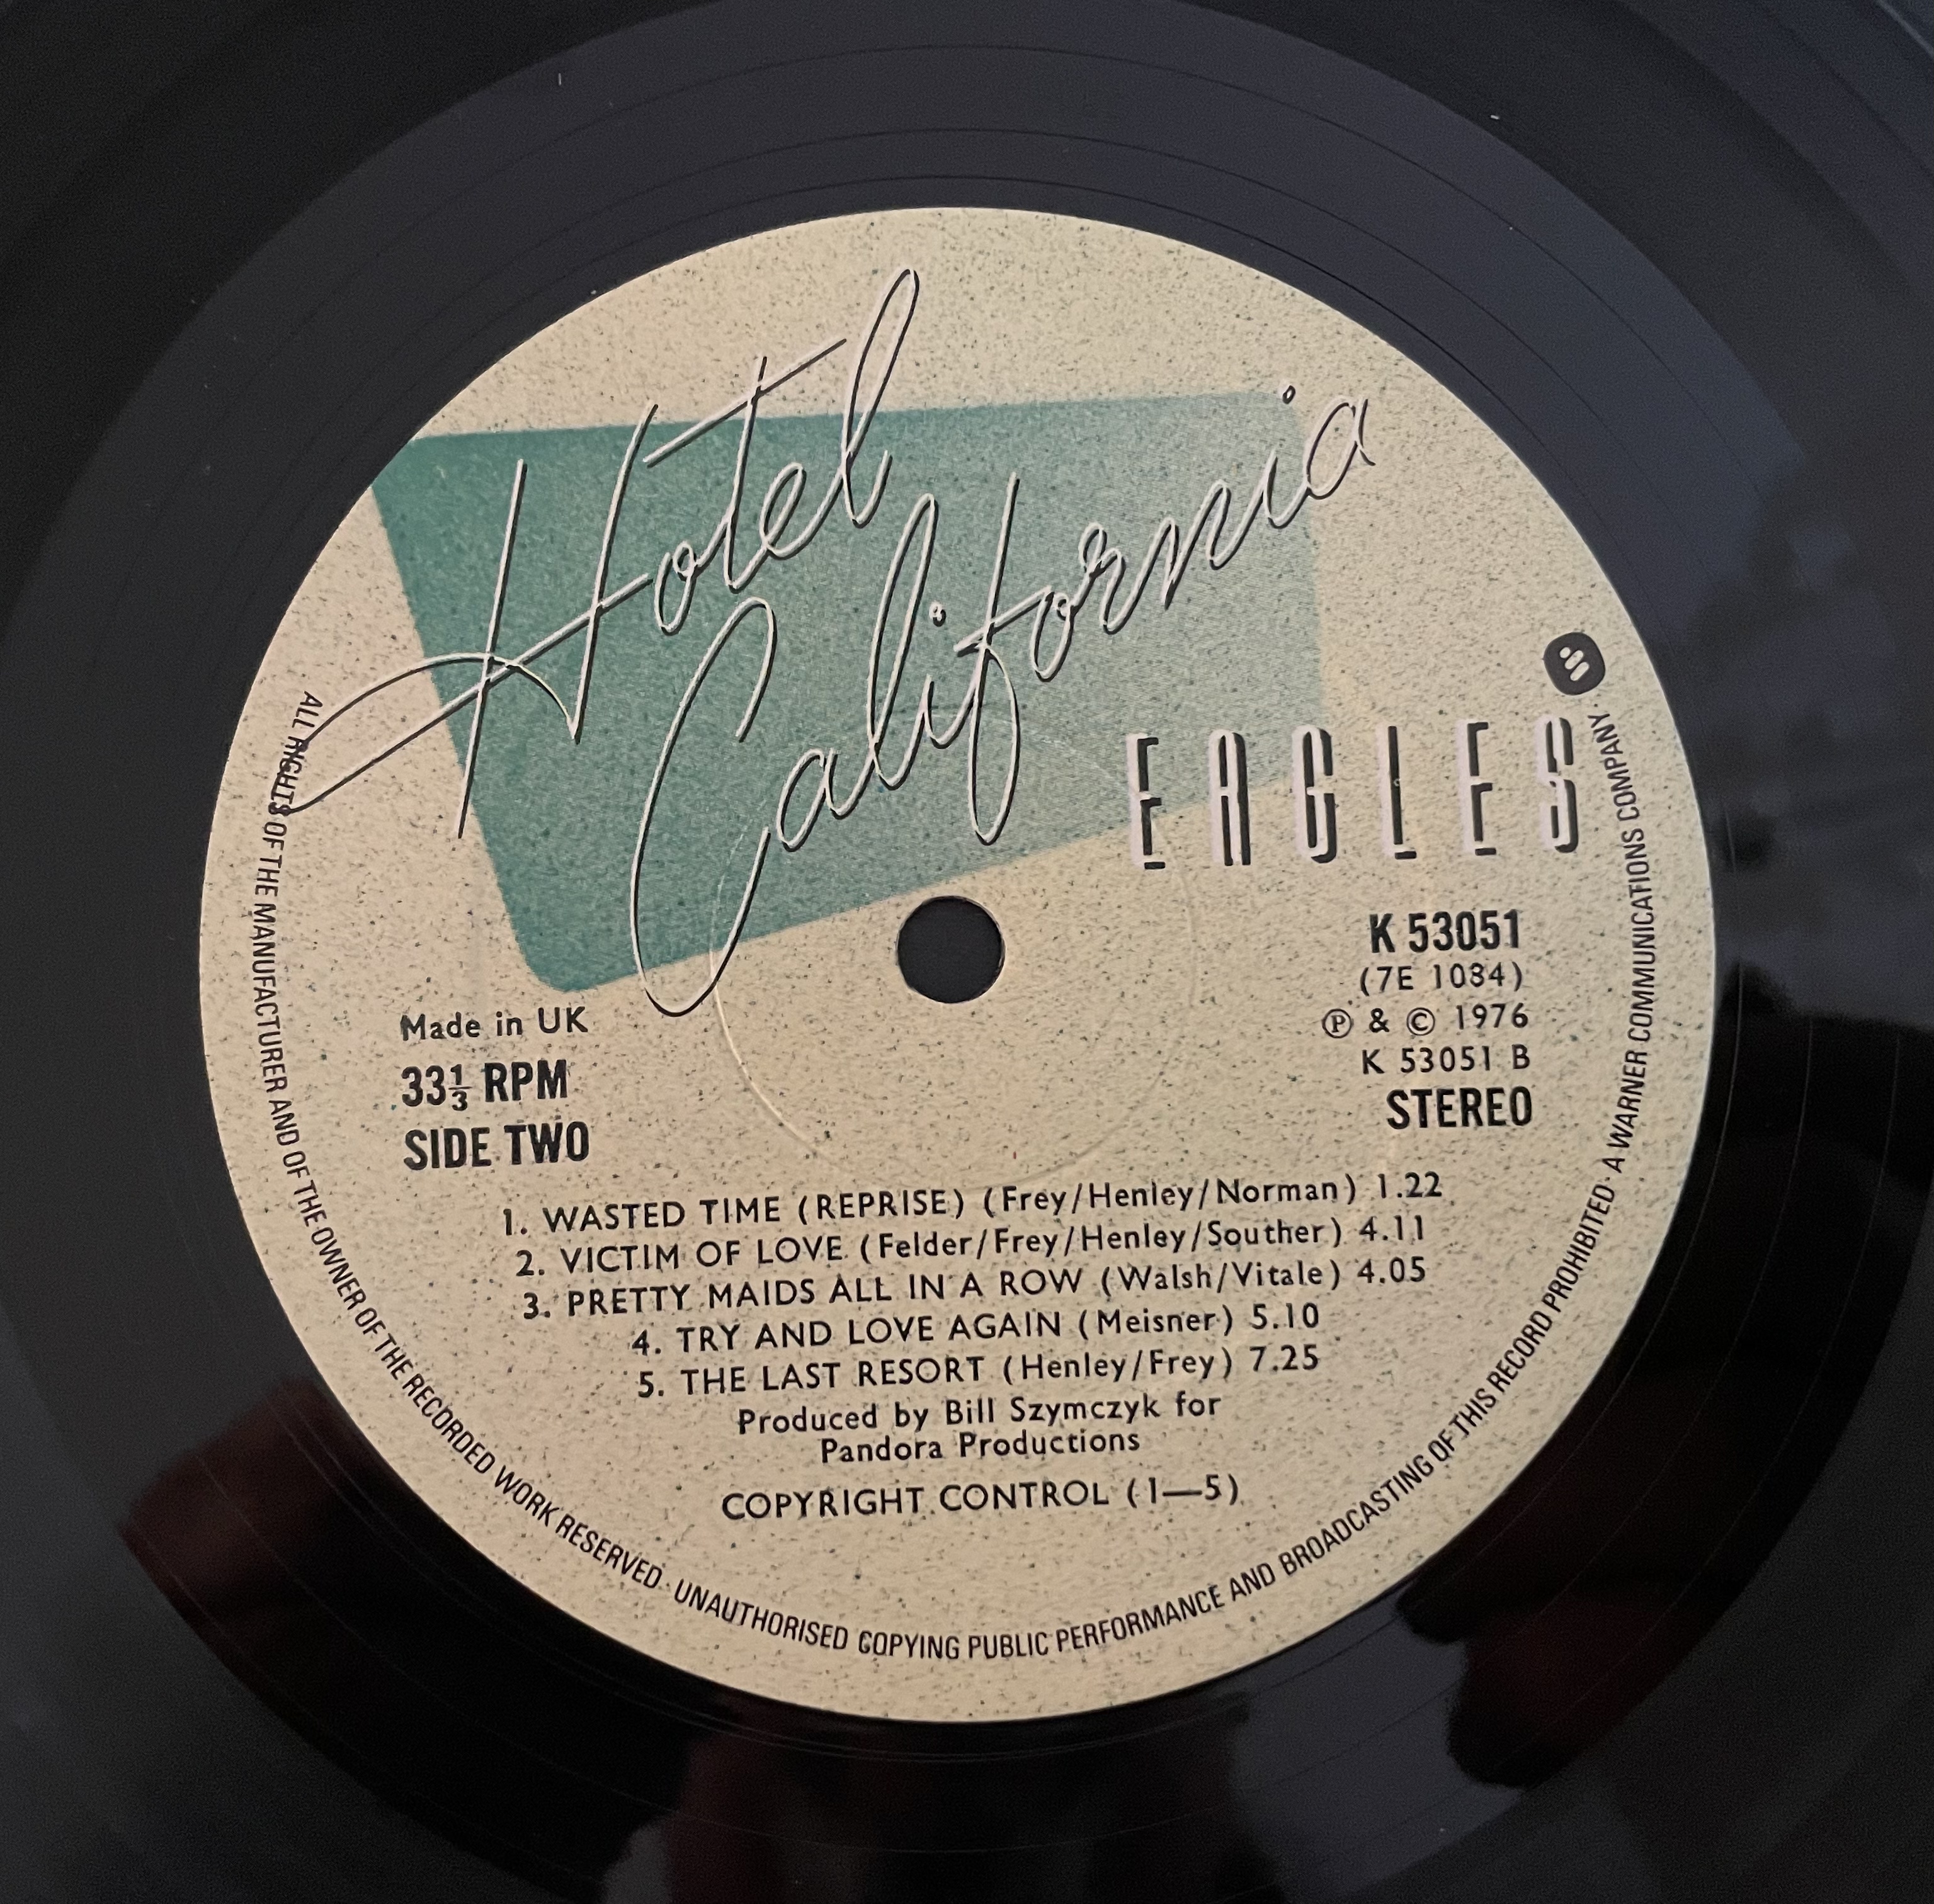 Hotel
California
EAGLES
K 53051
(7E 1084)
℗ & © 1976
K 53051 B
STEREO
Made in UK
33⅓ RPM
SIDE TWO
1. WASTED TIME (REPRISE) (Frey/Henley/Norman) 1.22
2. VICTIM OF LOVE (Felder/Frey/Henley/Souther) 4.11
3. PRETTY MAIDS ALL IN A ROW (Walsh/Vitale) 4.05
4. TRY AND LOVE AGAIN (Meisner) 5.10
5. THE LAST RESORT (Henley/Frey) 7.25
Produced by Bill Szymczyk for
Pandora Productions
COPYRIGHT CONTROL (1—5)
ALL RIGHTS OF THE MANUFACTURER AND OF THE OWNER OF THE RECORDED WORK RESERVED · UNAUTHORISED COPYING PUBLIC PERFORMANCE AND BROADCASTING OF THIS RECORD PROHIBITED · A WARNER COMMUNICATIONS COMPANY ·